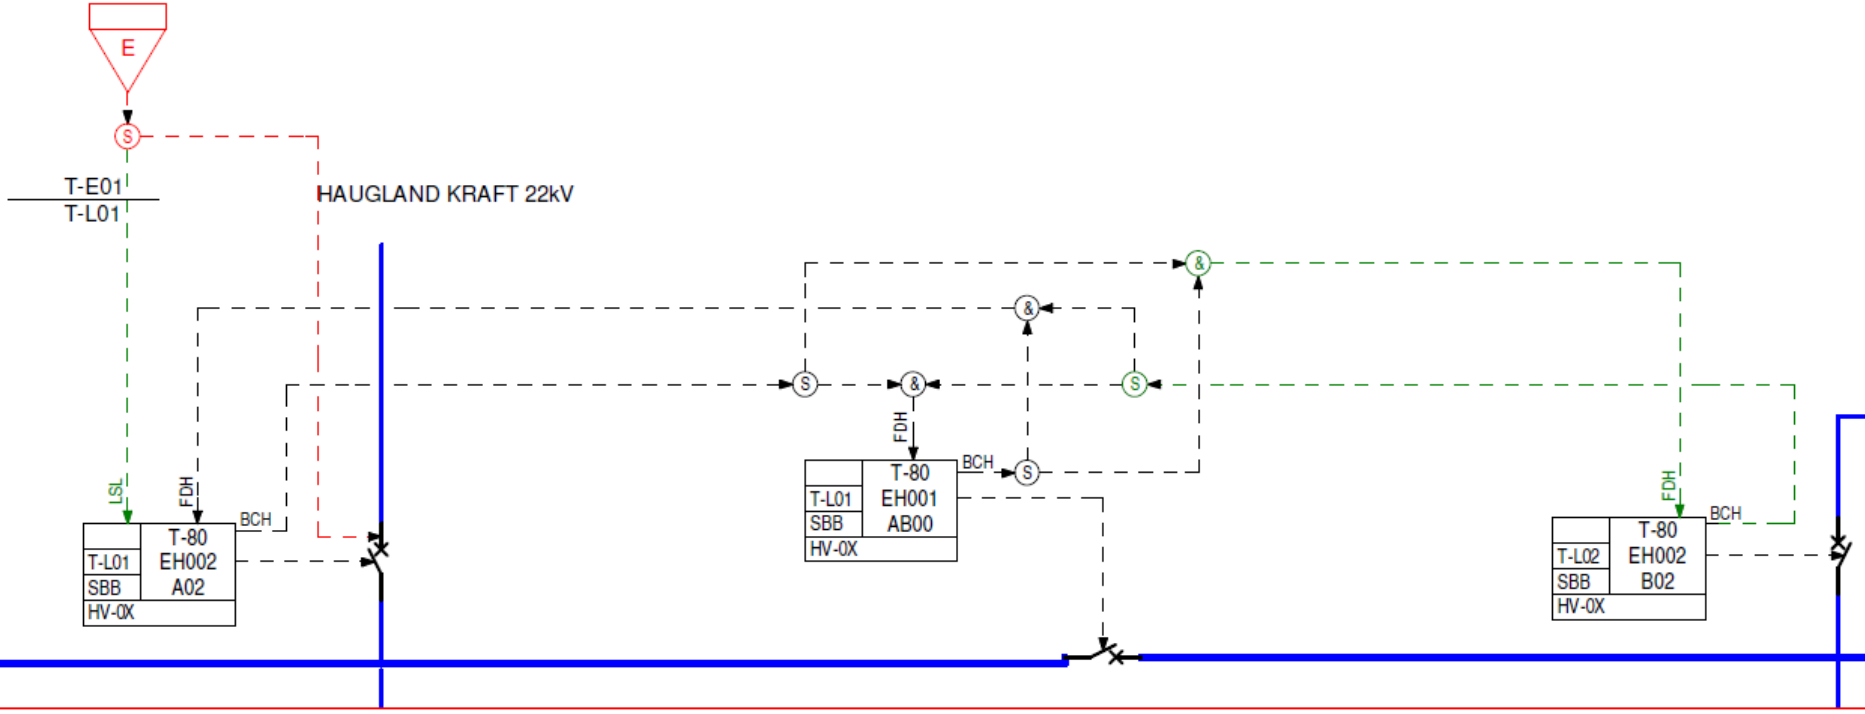 E
S
T-E01
T-L01
HAUGLAND KRAFT 22kV
&
&
S
&
S
LSL
FDH
BCH
T-80
T-L01
EH002
SBB
A02
HV-0X
FDH
BCH
S
T-80
T-L01
EH001
SBB
AB00
HV-0X
FDH
BCH
T-80
T-L02
EH002
SBB
B02
HV-0X